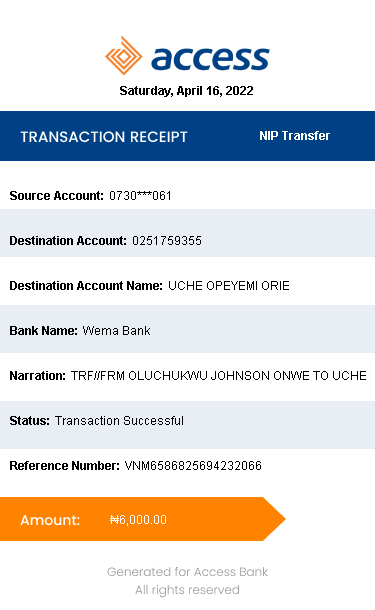 access
Saturday, April 16, 2022
TRANSACTION RECEIPT NIP Transfer
Source Account: 0730***061
Destination Account: 0251759355
Destination Account Name: UCHE OPEYEMI ORIE
Bank Name: Wema Bank
Narration: TRF//FRM OLUCHUKWU JOHNSON ONWE TO UCHE
Status: Transaction Successful
Reference Number: VNM6586825694232066
Amount: ₦6,000.00
Generated for Access Bank
All rights reserved